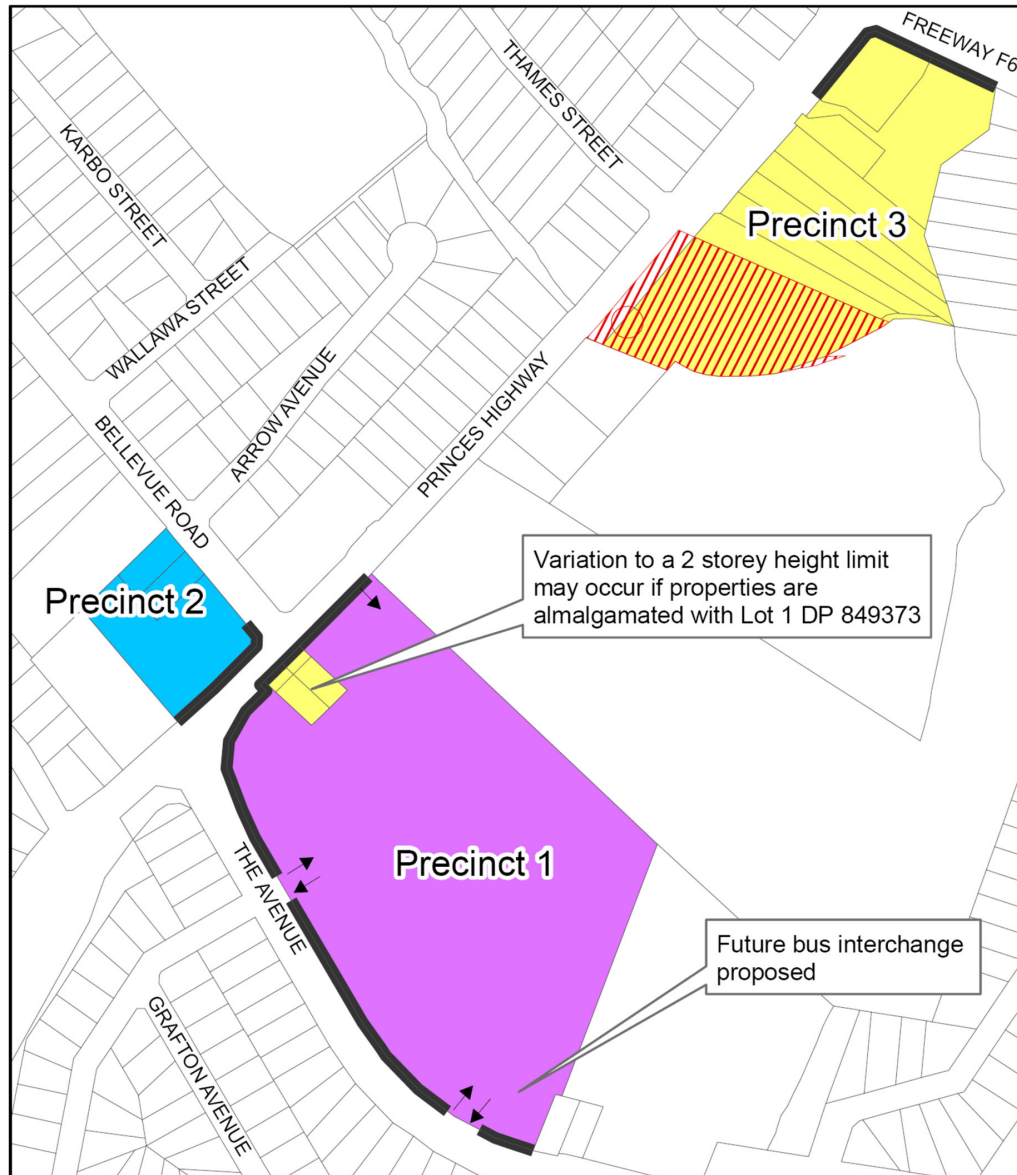 FREEWAY F6
THAMES STREET
KARBO STREET
Precinct 3
WALLAWA STREET
ARROW AVENUE
PRINCES HIGHWAY
BELLEVUE ROAD
Variation to a 2 storey height limit
may occur if properties are
almalgamated with Lot 1 DP 849373
Precinct 2
Precinct 1
THE AVENUE
Future bus interchange
proposed
GRAFTON AVENUE